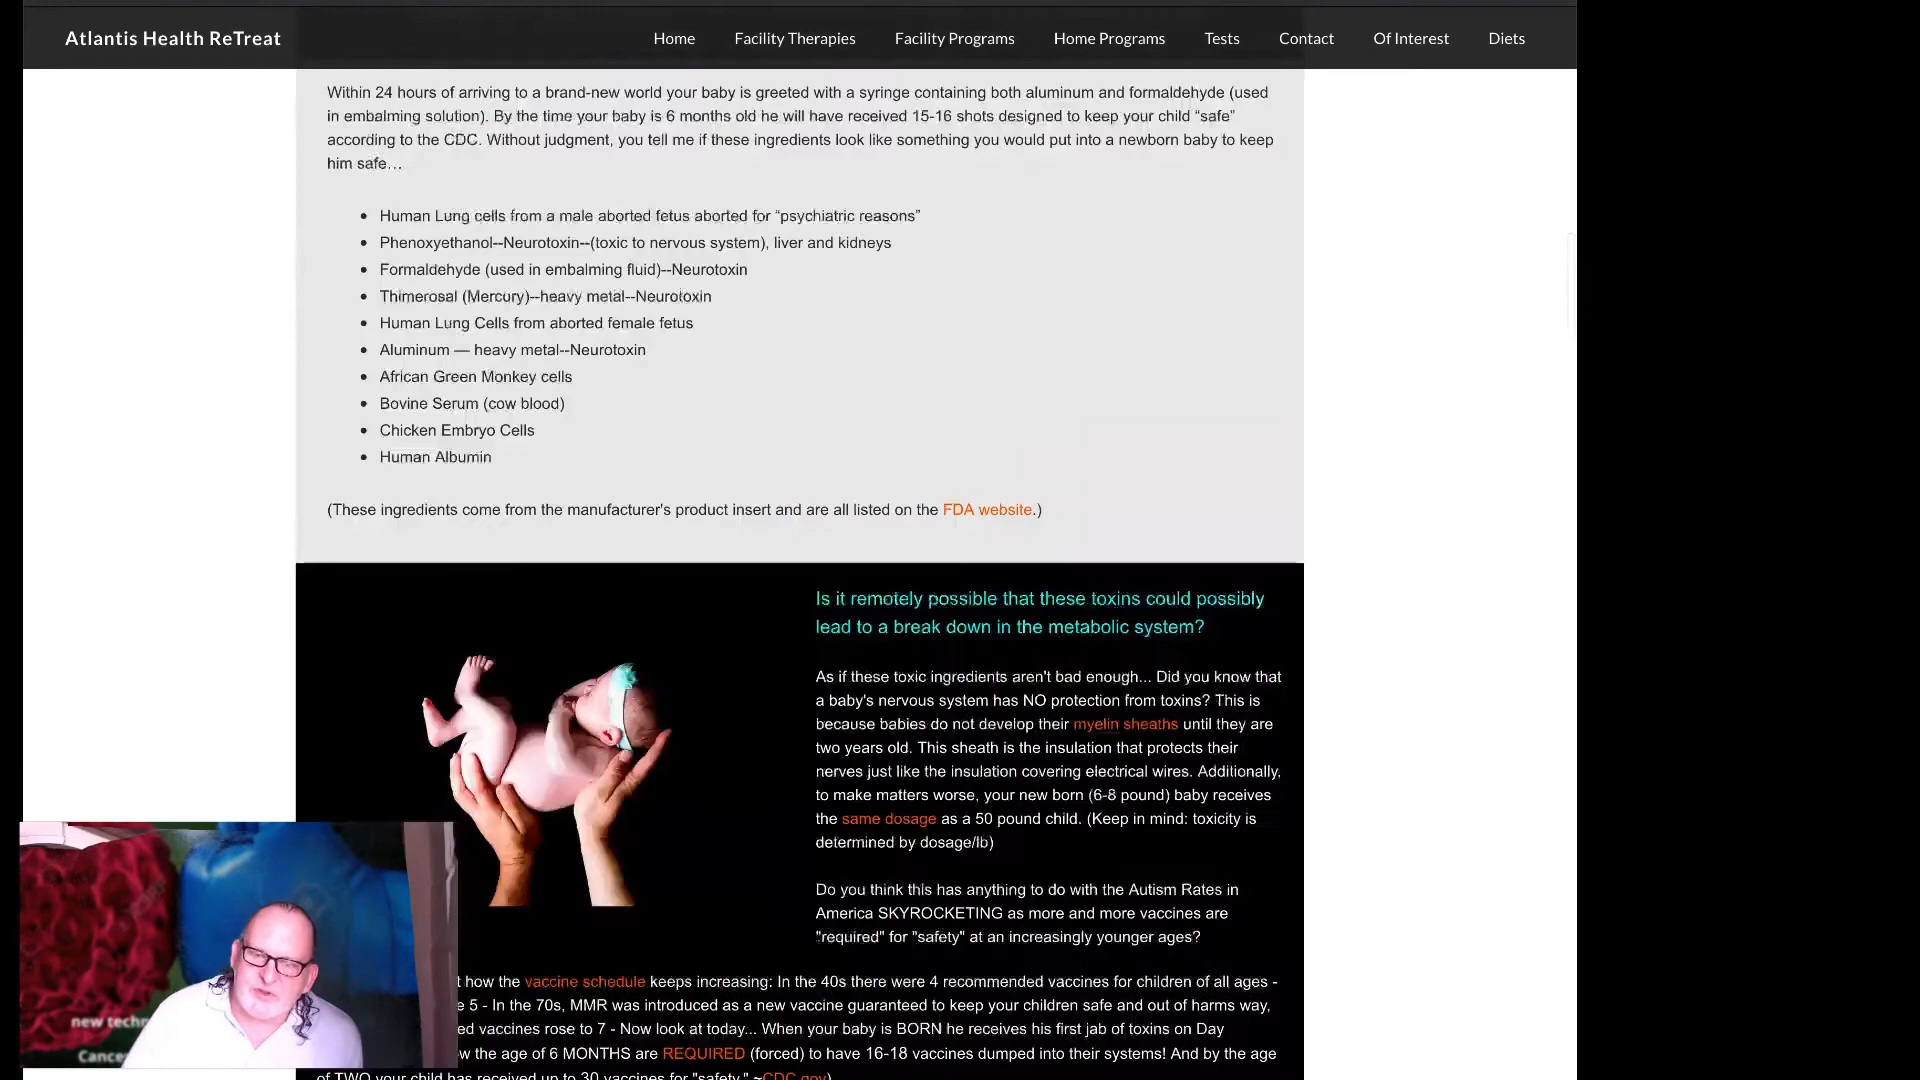 Atlantis Health ReTreat
Home Facility Therapies Facility Programs Home Programs Tests Contact Of Interest Diets
Within 24 hours of arriving to a brand-new world your baby is greeted with a syringe containing both aluminum and formaldehyde (used
in embalming solution). By the time your baby is 6 months old he will have received 15-16 shots designed to keep your child “safe”
according to the CDC. Without judgment, you tell me if these ingredients look like something you would put into a newborn baby to keep
him safe…
• Human Lung cells from a male aborted fetus aborted for “psychiatric reasons”
• Phenoxyethanol--Neurotoxin--(toxic to nervous system), liver and kidneys
• Formaldehyde (used in embalming fluid)--Neurotoxin
• Thimerosal (Mercury)--heavy metal--Neurotoxin
• Human Lung Cells from aborted female fetus
• Aluminum — heavy metal--Neurotoxin
• African Green Monkey cells
• Bovine Serum (cow blood)
• Chicken Embryo Cells
• Human Albumin
(These ingredients come from the manufacturer's product insert and are all listed on the FDA website.)
Is it remotely possible that these toxins could possibly
lead to a break down in the metabolic system?
As if these toxic ingredients aren't bad enough... Did you know that
a baby's nervous system has NO protection from toxins? This is
because babies do not develop their myelin sheaths until they are
two years old. This sheath is the insulation that protects their
nerves just like the insulation covering electrical wires. Additionally,
to make matters worse, your new born (6-8 pound) baby receives
the same dosage as a 50 pound child. (Keep in mind: toxicity is
determined by dosage/lb)
Do you think this has anything to do with the Autism Rates in
America SKYROCKETING as more and more vaccines are
"required" for "safety" at an increasingly younger ages?
how the vaccine schedule keeps increasing: In the 40s there were 4 recommended vaccines for children of all ages -
5 - In the 70s, MMR was introduced as a new vaccine guaranteed to keep your children safe and out of harms way,
vaccines rose to 7 - Now look at today... When your baby is BORN he receives his first jab of toxins on Day
the age of 6 MONTHS are REQUIRED (forced) to have 16-18 vaccines dumped into their systems! And by the age
of TWO your child has received up to 30 vaccines for "safety." ~CDC.gov)
new